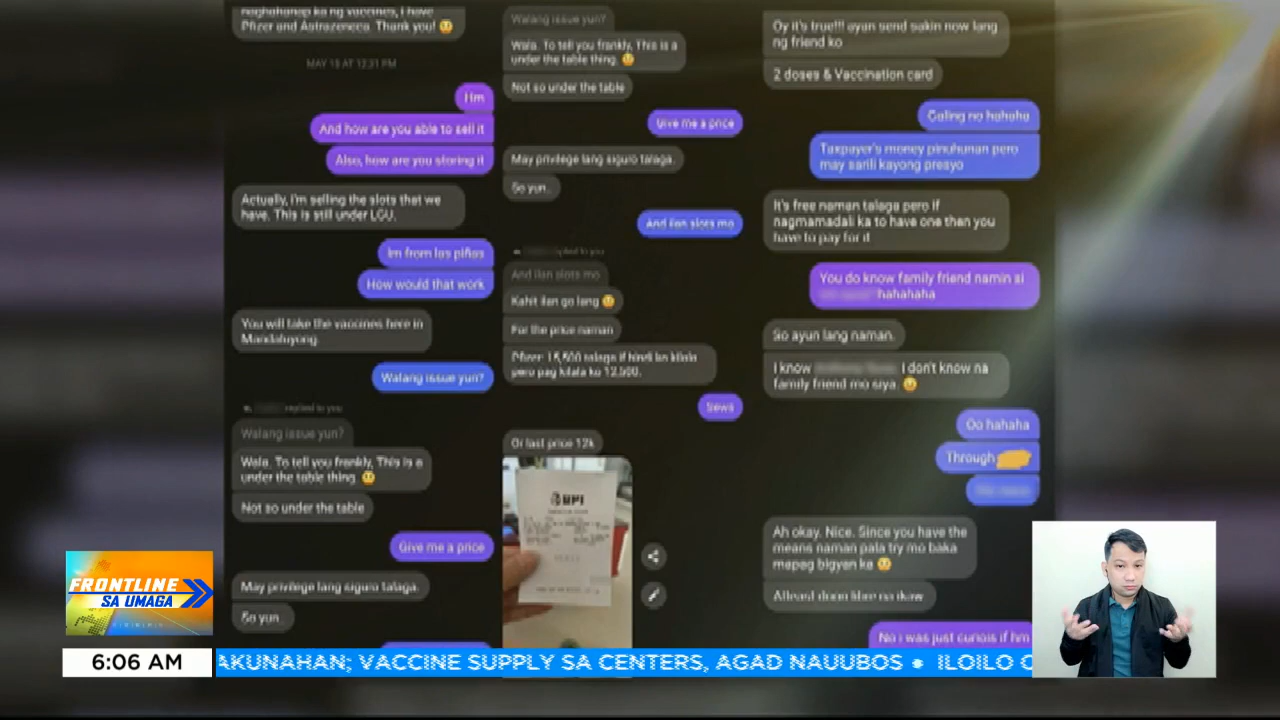 naghahanap ka ng vaccines, I have
Pfizer and Astrazeneca. Thank you!
MAY 13 AT 12:31 PM
Hm
And how are you able to sell it
Also, how are you storing it
Actually, I'm selling the slots that we
have. This is still under LGU.
Im from las piñas
How would that work
You will take the vaccines here in
Mandaluyong.
Walang issue yun?
replied to you
Walang issue yun?
Wala. To tell you frankly, This is a
under the table thing.
Not so under the table
Give me a price
May privilege lang siguro talaga.
So yun.
Walang issue yun?
Wala. To tell you frankly, This is a
under the table thing.
Not so under the table
Give me a price
May privilege lang siguro talaga.
So yun.
And ilan slots mo
replied to you
And ilan slots mo
Kahit ilan go lang
For the price naman
Pfizer: 15,500 talaga if hindi ko kilala
pero pag kilala ko 12,500.
Or last price 12k
BPI
Oy it's true!!! ayan send sakin now lang
ng friend ko
2 doses & Vaccination card
Galing no hahaha
Taxpayer's money pinuhunan pero
may sarili kayong presyo
It's free naman talaga pero if
nagmamadali ka to have one then you
have to pay for it
You do know family friend namin si
hahahaha
So ayun lang naman.
I know I don't know na
family friend mo siya.
Oo hahaha
Through
Ah okay. Nice. Since you have the
means naman pala try mo baka
mapag bigyan ka
Atleast doon libre na ikaw
No i was just curiois if hm
FRONTLINE
SA UMAGA
6:06 AM
AKUNAHAN; VACCINE SUPPLY SA CENTERS, AGAD NAUUBOS • ILOILO C